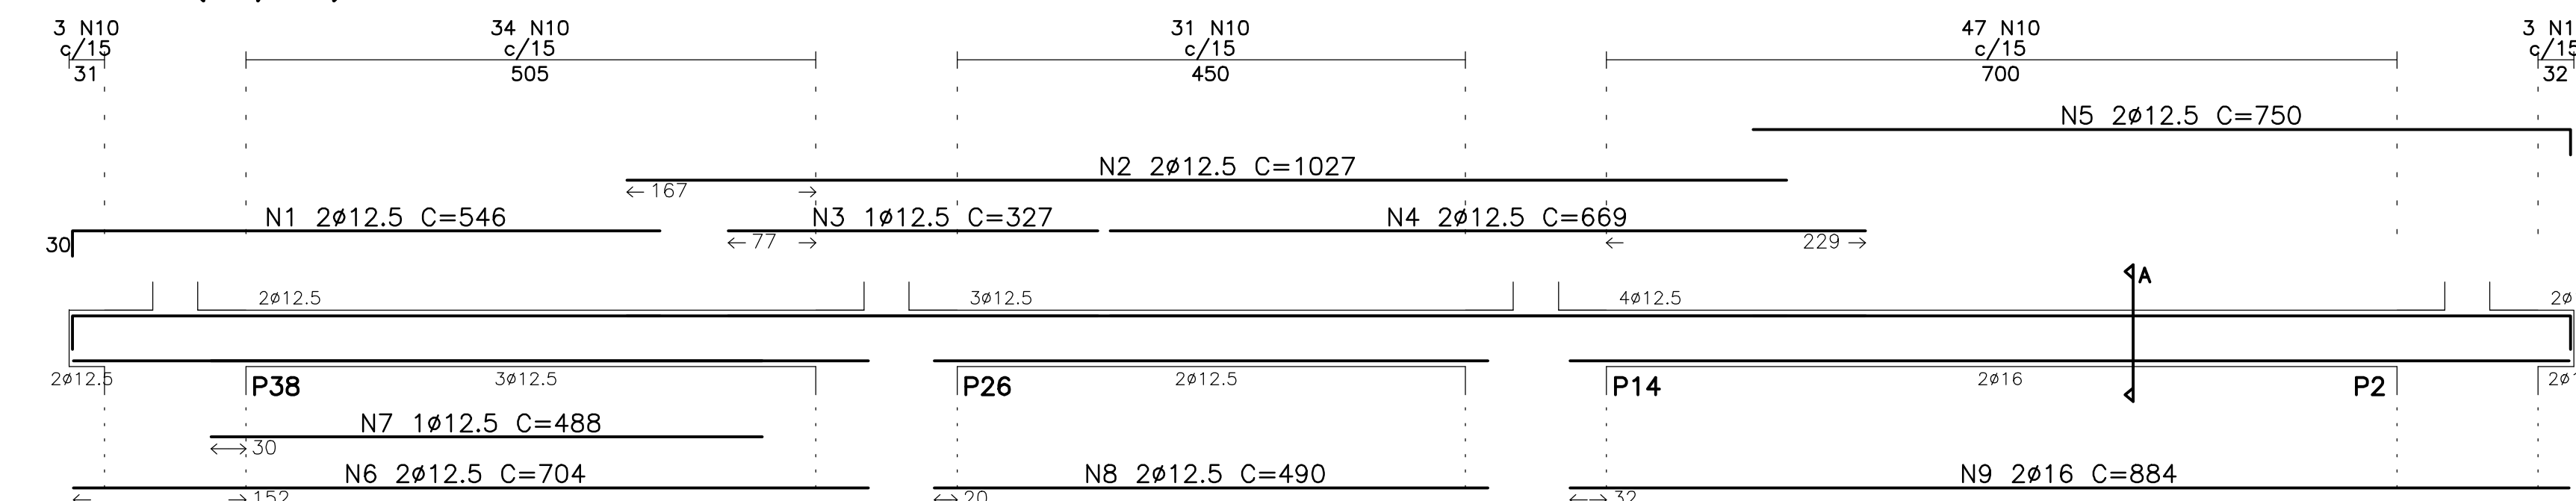 3 N10
c/15
31
34 N10
c/15
505
31 N10
c/15
450
47 N10
c/15
700
3 N1
c/15
32
N5 2ø12.5 C=750
N2 2ø12.5 C=1027
167
N1 2ø12.5 C=546
N3 1ø12.5 C=327
N4 2ø12.5 C=669
30
77
229
A
2ø12.5
3ø12.5
4ø12.5
2ø
2ø12.5
P38
3ø12.5
P26
2ø12.5
P14
2ø16
P2
2ø1
N7 1ø12.5 C=488
30
N6 2ø12.5 C=704
N8 2ø12.5 C=490
N9 2ø16 C=884
152
20
32